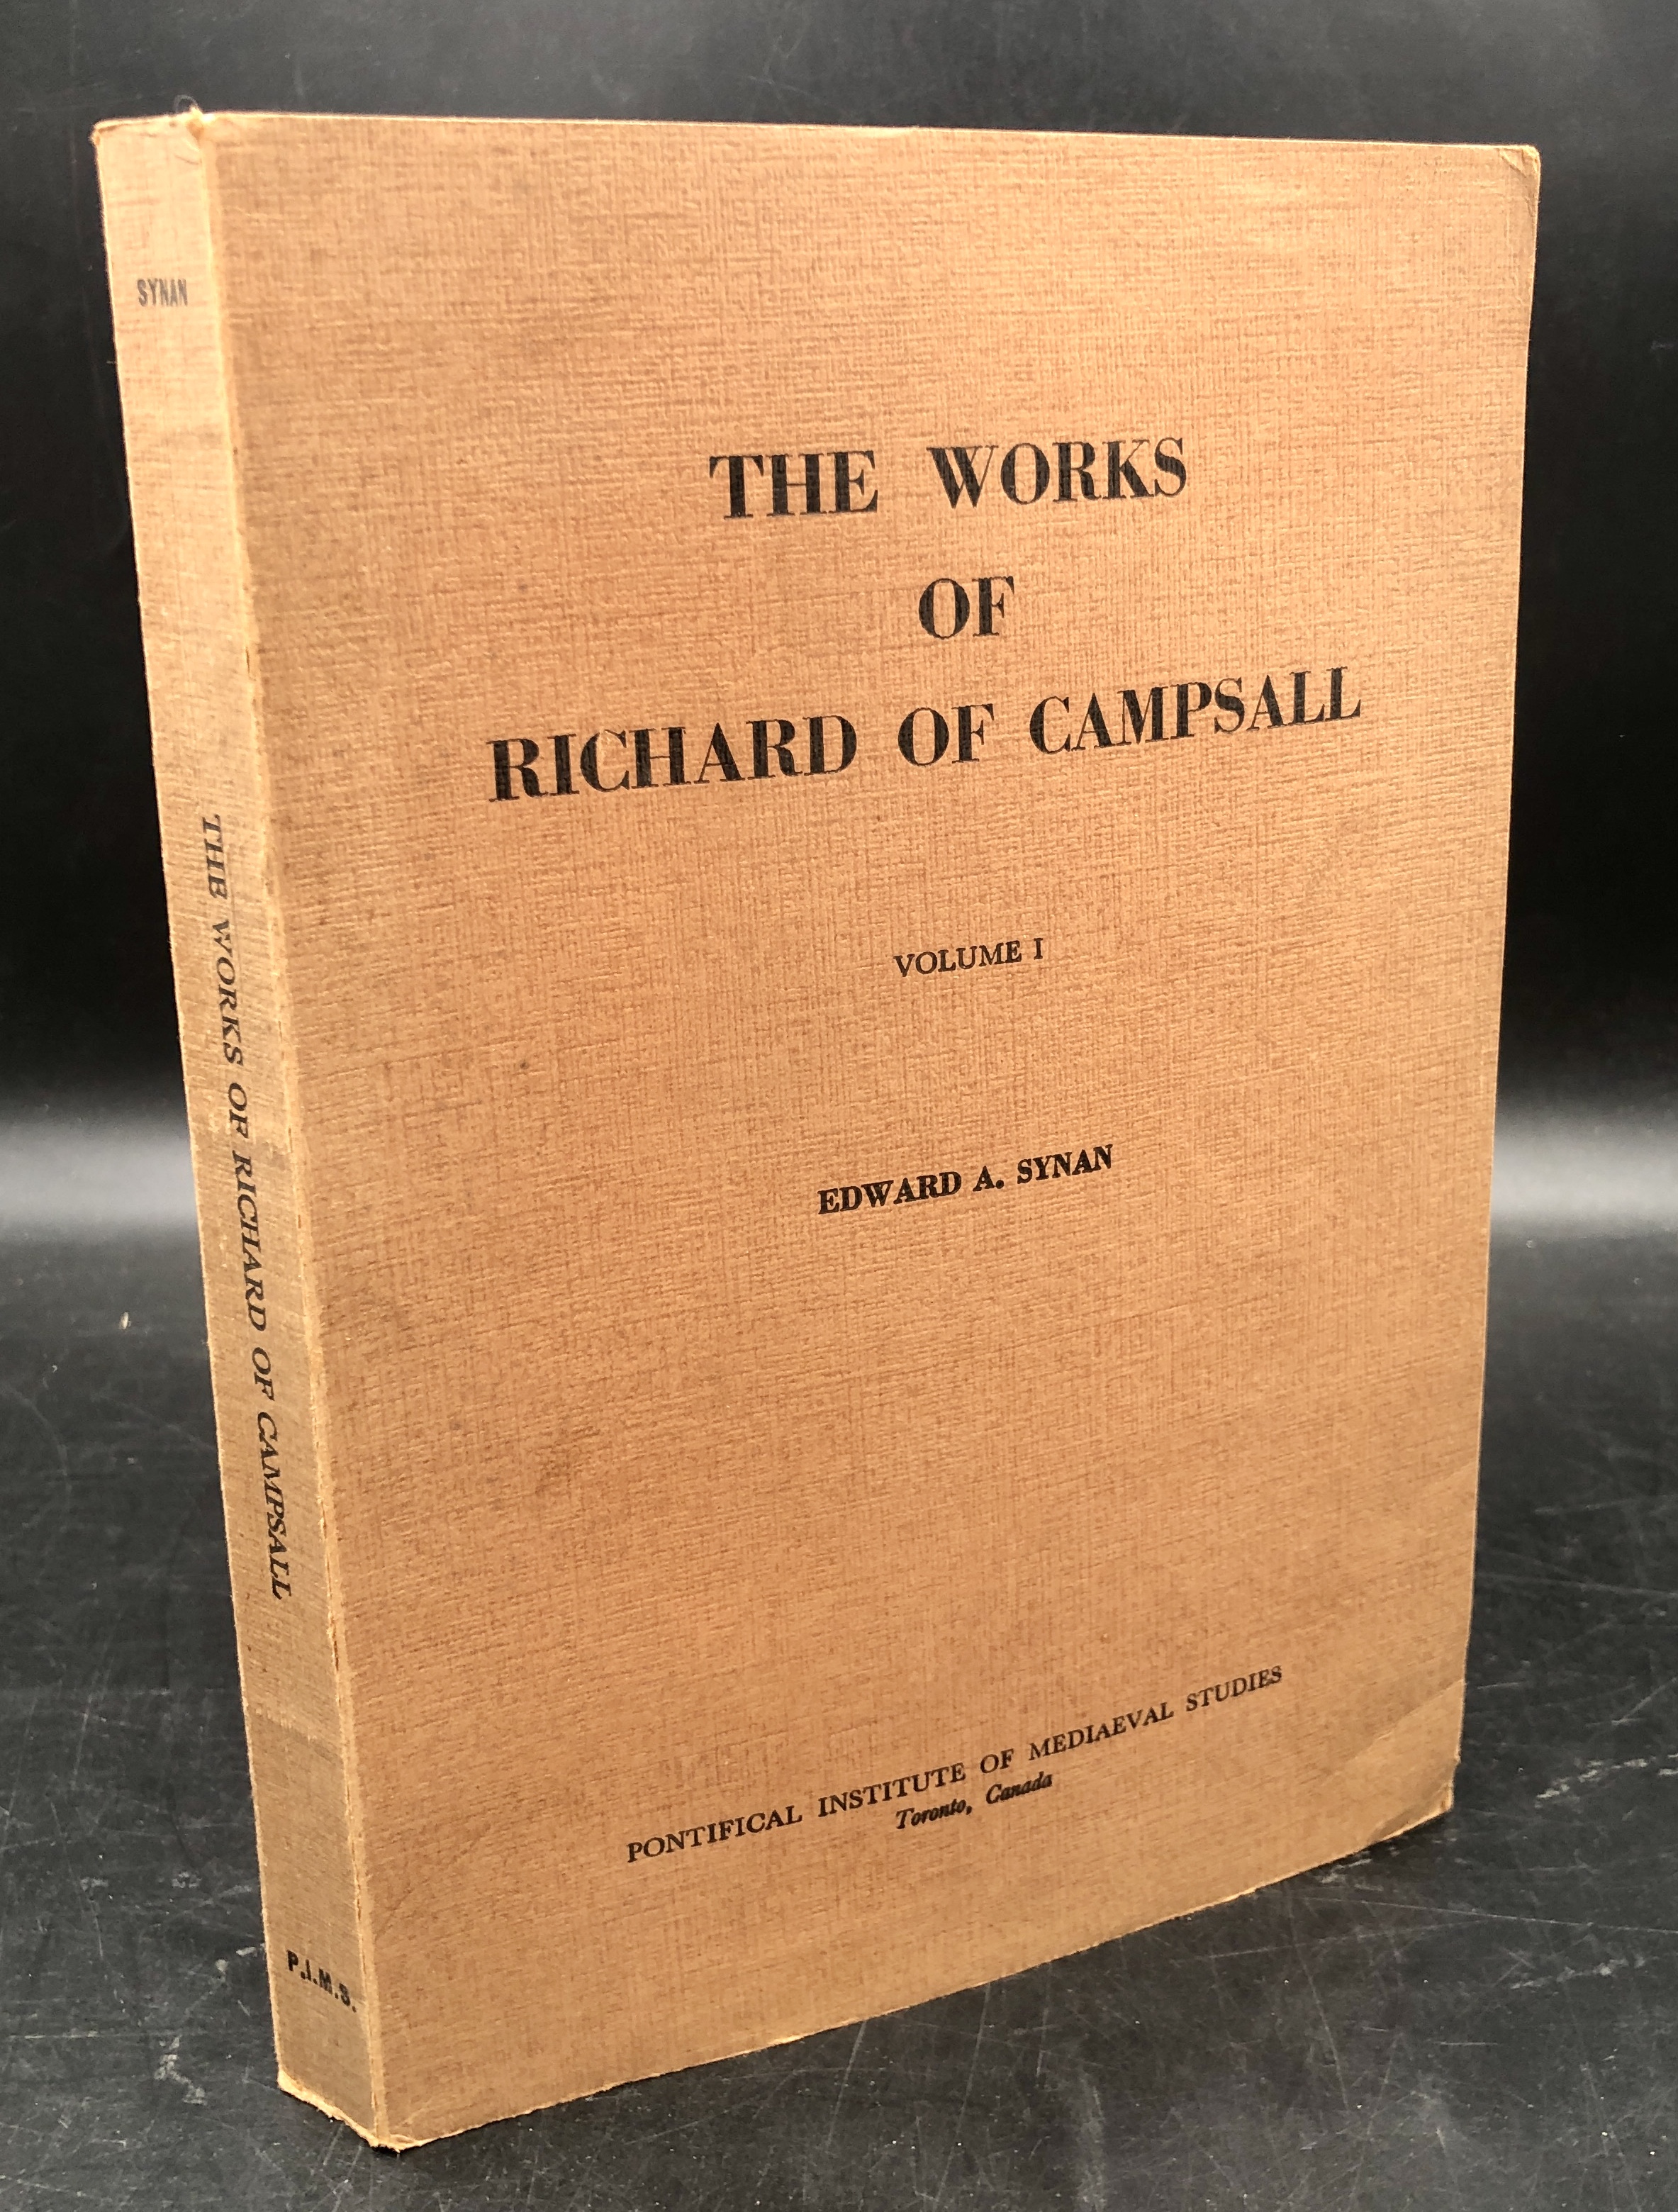 SYNAN
THE WORKS OF RICHARD OF CAMPSALL
P.I.M.S.
THE WORKS
OF
RICHARD OF CAMPSALL
VOLUME I
EDWARD A. SYNAN
PONTIFICAL INSTITUTE OF MEDIAEVAL STUDIES
Toronto, Canada